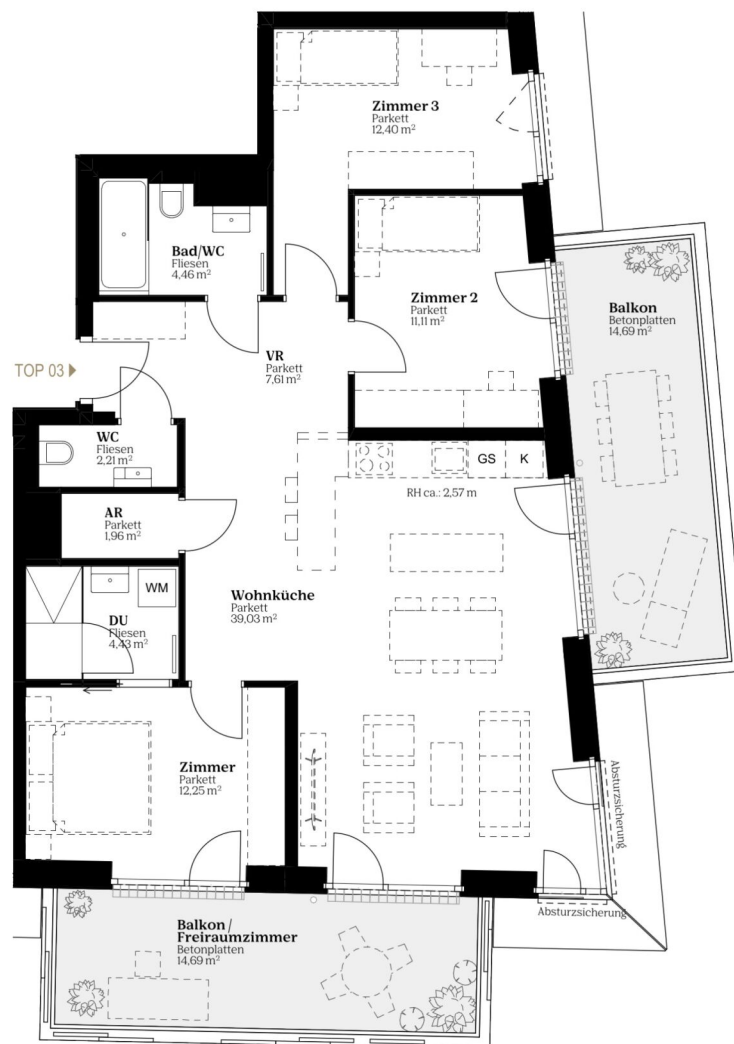 Zimmer 3
Parkett
12,40 m²
Bad/WC
Fliesen
4,46 m²
Zimmer 2
Parkett
11,11 m²
Balkon
Betonplatten
14,69 m²
VR
Parkett
7,61 m²
TOP 03
WC
Fliesen
2,21 m²
GS
K
RH ca.: 2,57 m
AR
Parkett
1,96 m²
Wohnküche
Parkett
39,03 m²
WM
DU
Fliesen
4,43 m²
Zimmer
Parkett
12,25 m²
Absturzsicherung
Absturzsicherung
Balkon/
Freiraumzimmer
Betonplatten
14,69 m²